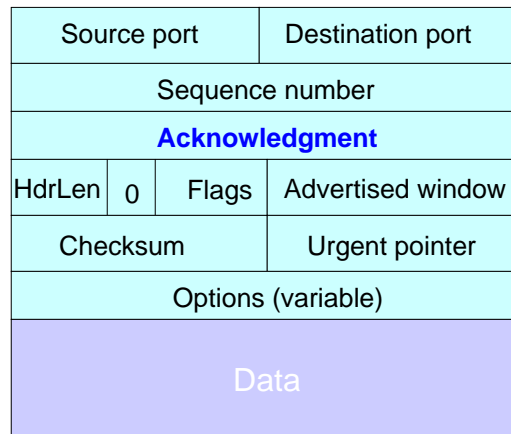 Source port Destination port
Sequence number
Acknowledgment
HdrLen 0 Flags Advertised window
Checksum Urgent pointer
Options (variable)
Data